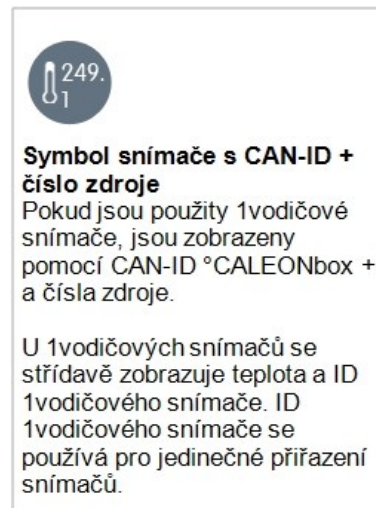 249.
1
Symbol snímače s CAN-ID +
číslo zdroje
Pokud jsou použity 1vodičové
snímače, jsou zobrazeny
pomocí CAN-ID °CALEONbox +
a čísla zdroje.
U 1vodičových snímačů se
střídavě zobrazuje teplota a ID
1vodičového snímače. ID
1vodičového snímače se
používá pro jedinečné přiřazení
snímačů.